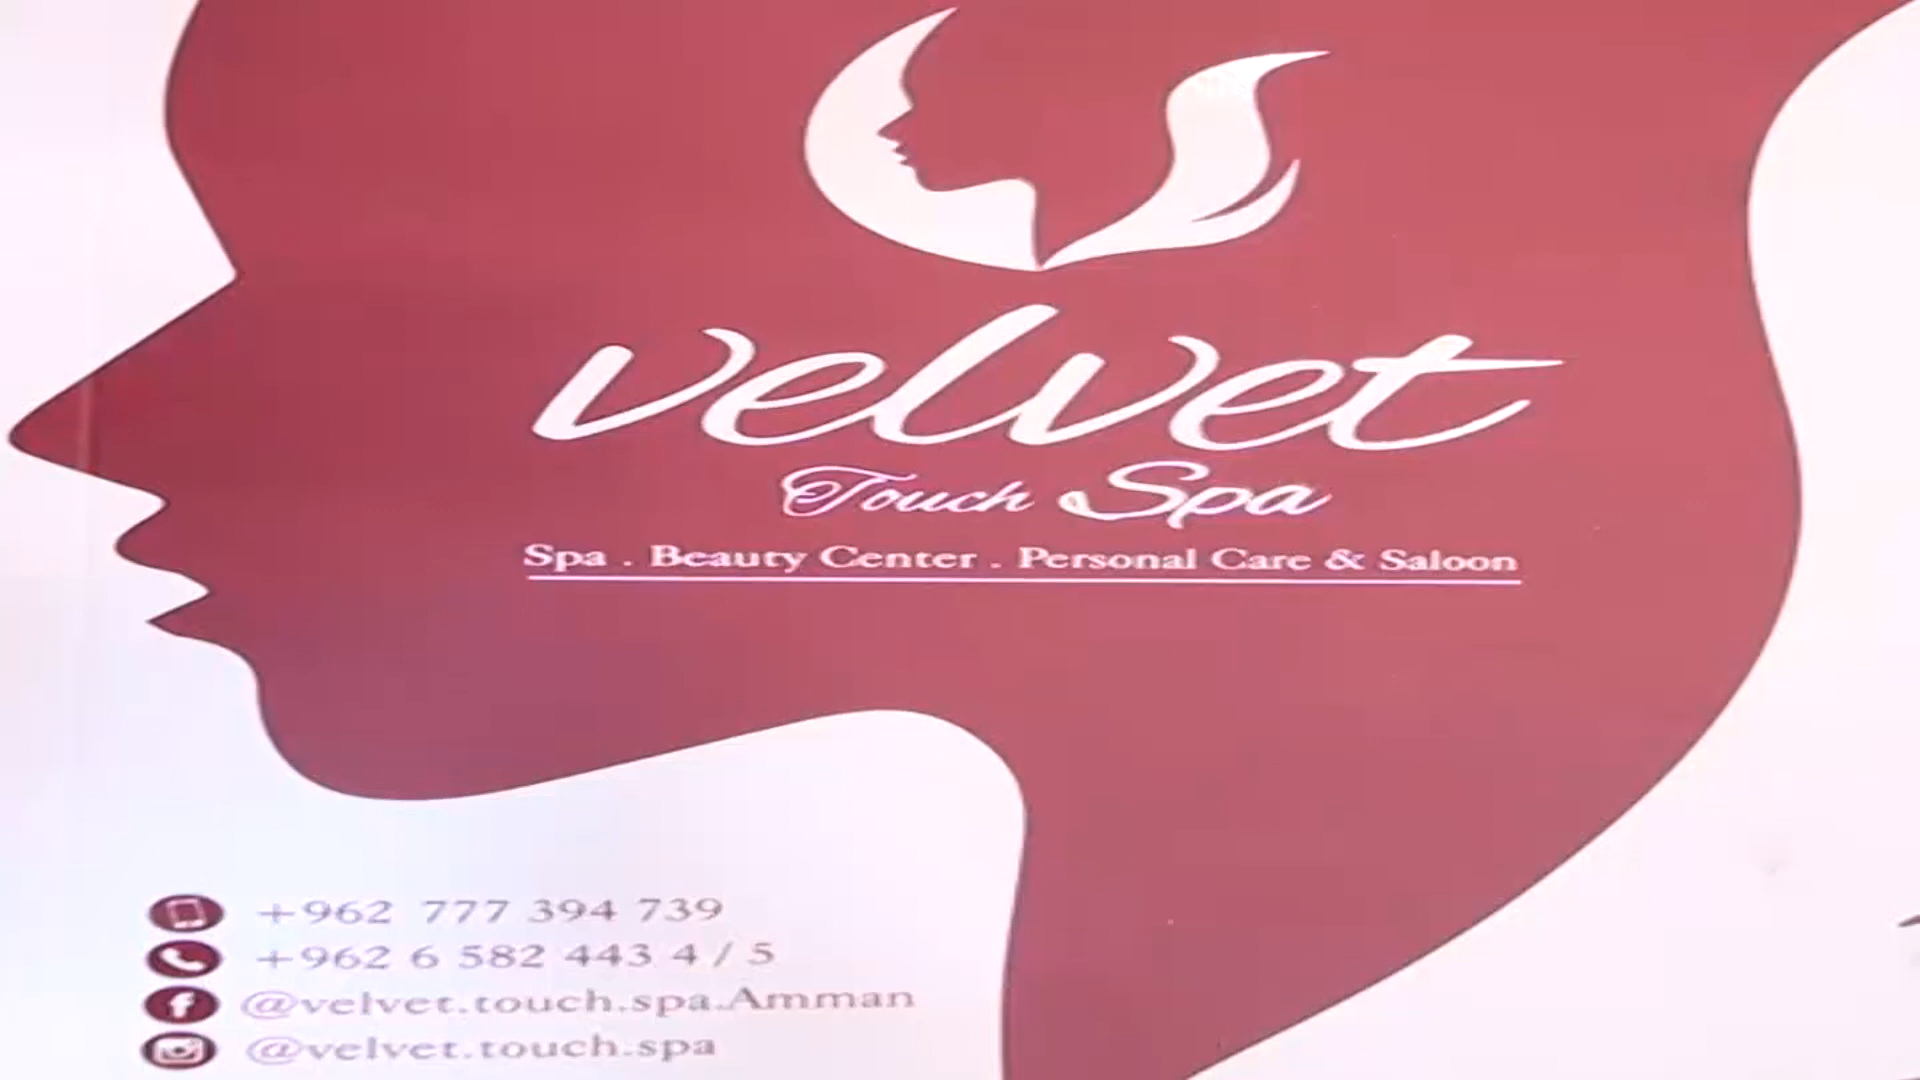 velvet
Touch Spa
Spa . Beauty Center . Personal Care & Saloon
+962 777 394 739
+962 6 582 443 4 / 5
@velvet.touch.spa.Amman
@velvet.touch.spa